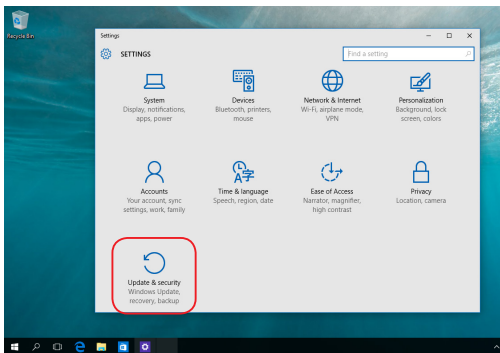 Recycle Bin
Settings
SETTINGS
Find a setting
System
Display, notifications,
apps, power
Devices
Bluetooth, printers,
mouse
Network & Internet
Wi-Fi, airplane mode,
VPN
Personalization
Background, lock
screen, colors
Accounts
Your account, sync
settings, work, family
Time & language
Speech, region, date
Ease of Access
Narrator, magnifier,
high contrast
Privacy
Location, camera
Update & security
Windows Update,
recovery, backup